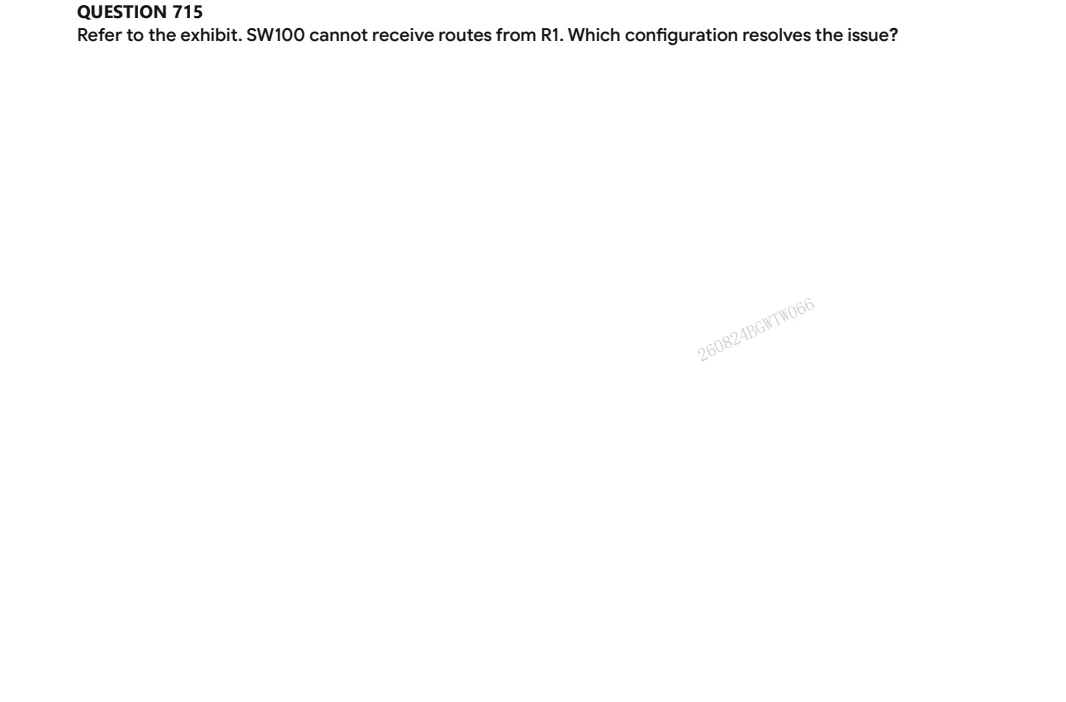 QUESTION 715
Refer to the exhibit. SW100 cannot receive routes from R1. Which configuration resolves the issue?
260824BGWTW066